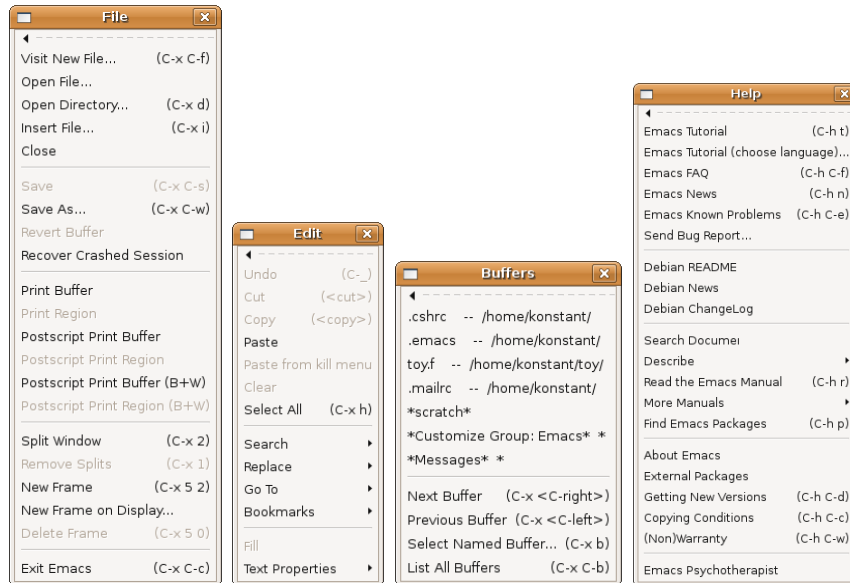 File
Visit New File... (C-x C-f)
Open File...
Open Directory... (C-x d)
Insert File... (C-x i)
Close
Save (C-x C-s)
Save As... (C-x C-w)
Revert Buffer
Recover Crashed Session
Print Buffer
Print Region
Postscript Print Buffer
Postscript Print Region
Postscript Print Buffer (B+W)
Postscript Print Region (B+W)
Split Window (C-x 2)
Remove Splits (C-x 1)
New Frame (C-x 5 2)
New Frame on Display...
Delete Frame (C-x 5 0)
Exit Emacs (C-x C-c)
Edit
Undo (C-_)
Cut (<cut>)
Copy (<copy>)
Paste
Paste from kill menu
Clear
Select All (C-x h)
Search
Replace
Go To
Bookmarks
Fill
Text Properties
Buffers
.cshrc -- /home/konstant/
.emacs -- /home/konstant/
toy.f -- /home/konstant/toy/
.mailrc -- /home/konstant/
*scratch*
*Customize Group: Emacs* *
*Messages* *
Next Buffer (C-x <C-right>)
Previous Buffer (C-x <C-left>)
Select Named Buffer... (C-x b)
List All Buffers (C-x C-b)
Help
Emacs Tutorial (C-h t)
Emacs Tutorial (choose language)...
Emacs FAQ (C-h C-f)
Emacs News (C-h n)
Emacs Known Problems (C-h C-e)
Send Bug Report...
Debian README
Debian News
Debian ChangeLog
Search Documei
Describe
Read the Emacs Manual (C-h r)
More Manuals
Find Emacs Packages (C-h p)
About Emacs
External Packages
Getting New Versions (C-h C-d)
Copying Conditions (C-h C-c)
(Non)Warranty (C-h C-w)
Emacs Psychotherapist